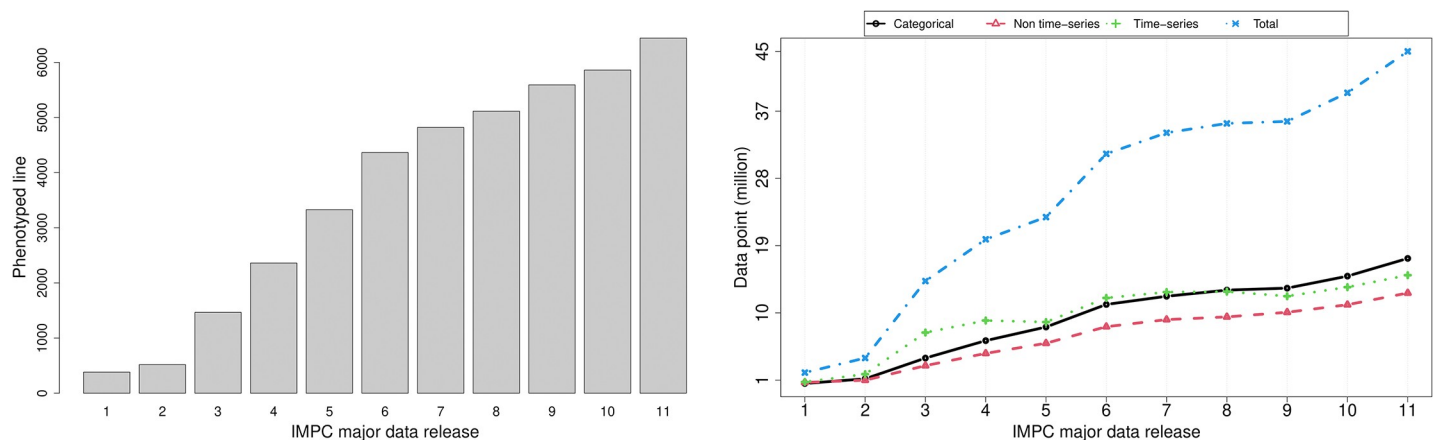 Phenotyped line
6000
5000
4000
3000
2000
1000
0
1 2 3 4 5 6 7 8 9 10 11
IMPC major data release
Categorical Non time−series Time−series Total
Data point (million)
45
37
28
19
10
1
1 2 3 4 5 6 7 8 9 10 11
IMPC major data release